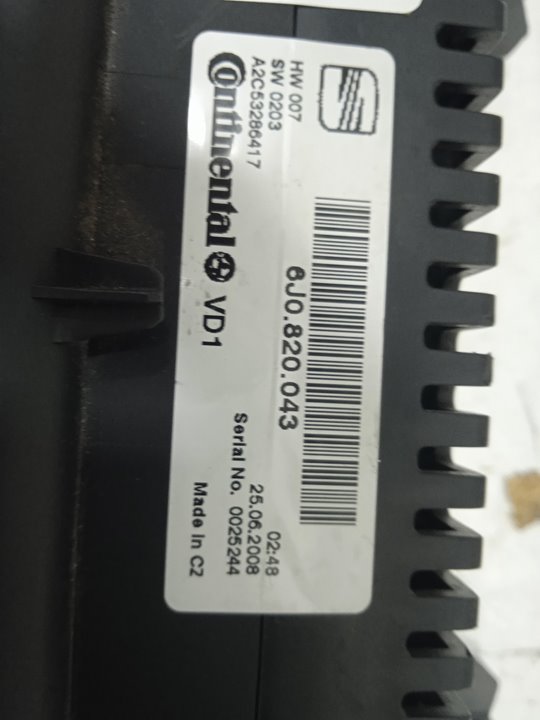 HW 007
SW 0203
A2C53286417
Continental VD1
6J0.820.043
02:48
25.06.2008
Serial No. 0025244
Made in CZ